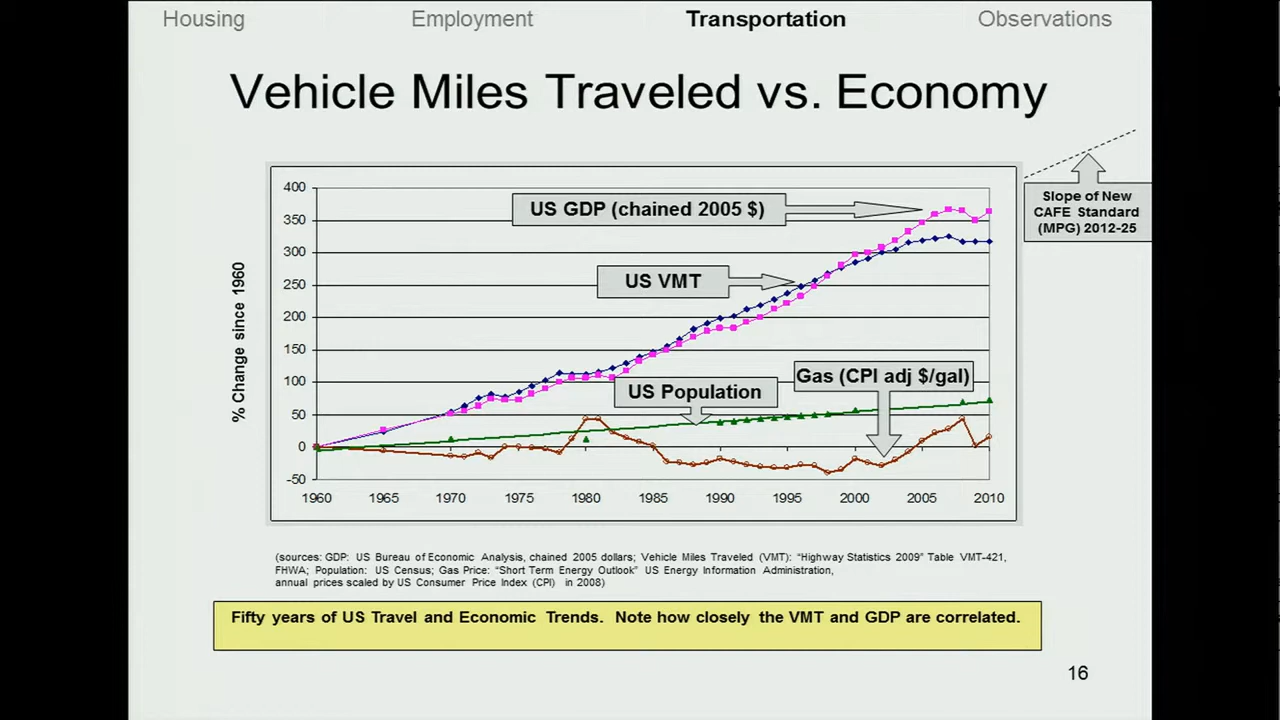 Housing Employment Transportation Observations
Vehicle Miles Traveled vs. Economy
Slope of New
CAFE Standard
(MPG) 2012-25
% Change since 1960
400
350
300
250
200
150
100
50
0
-50
US GDP (chained 2005 $)
US VMT
US Population
Gas (CPI adj $/gal)
1960 1965 1970 1975 1980 1985 1990 1995 2000 2005 2010
(sources: GDP: US Bureau of Economic Analysis, chained 2005 dollars; Vehicle Miles Traveled (VMT): “Highway Statistics 2009” Table VMT-421,
FHWA; Population: US Census; Gas Price: “Short Term Energy Outlook” US Energy Information Administration,
annual prices scaled by US Consumer Price Index (CPI) in 2008)
Fifty years of US Travel and Economic Trends. Note how closely the VMT and GDP are correlated.
16